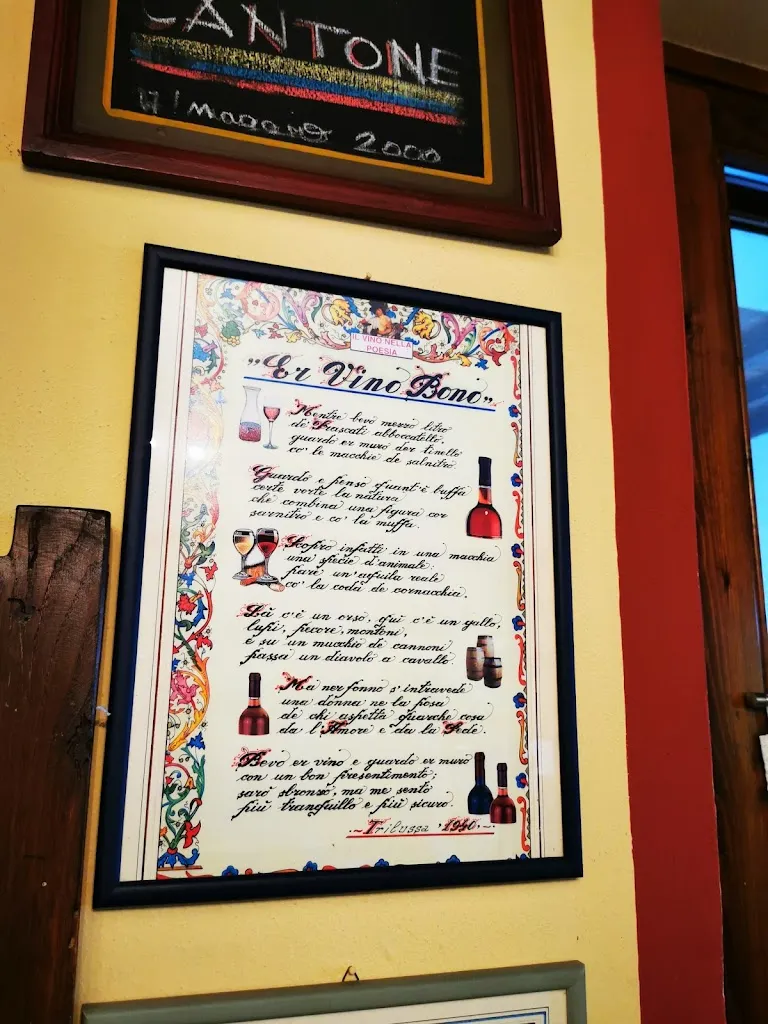 CANTONE
1 Maggio 2000
IL VINO NELLA
POESIA
"Er Vino Bono"
Mentre bevo mezzo litro
de Frascati abboccatello,
guardo er muro der tinello
co' le macchie de salnitro.
Guardo e penso quant'è buffa
certe vorte la natura
che combina una figura cor
sarnitro e co' la muffa.
Scopro infatti in una macchia
una specie d'animale:
pare un'aquila reale
co' la coda de cornacchia.
Là c'è un orso, qui c'è un gallo,
lupi, pecore, montoni,
e su un mucchio de cannoni
passa un diavolo a cavallo.
Ma ner fonno s'intravede
una donna ne la posa
de chi aspetta quarche cosa
da l'Amore e da la Fede.
Bevo er vino e guardo er muro
con un bon presentimento;
sarò sbronzo, ma me sento
più tranquillo e più sicuro.
~Trilussa '1940.~